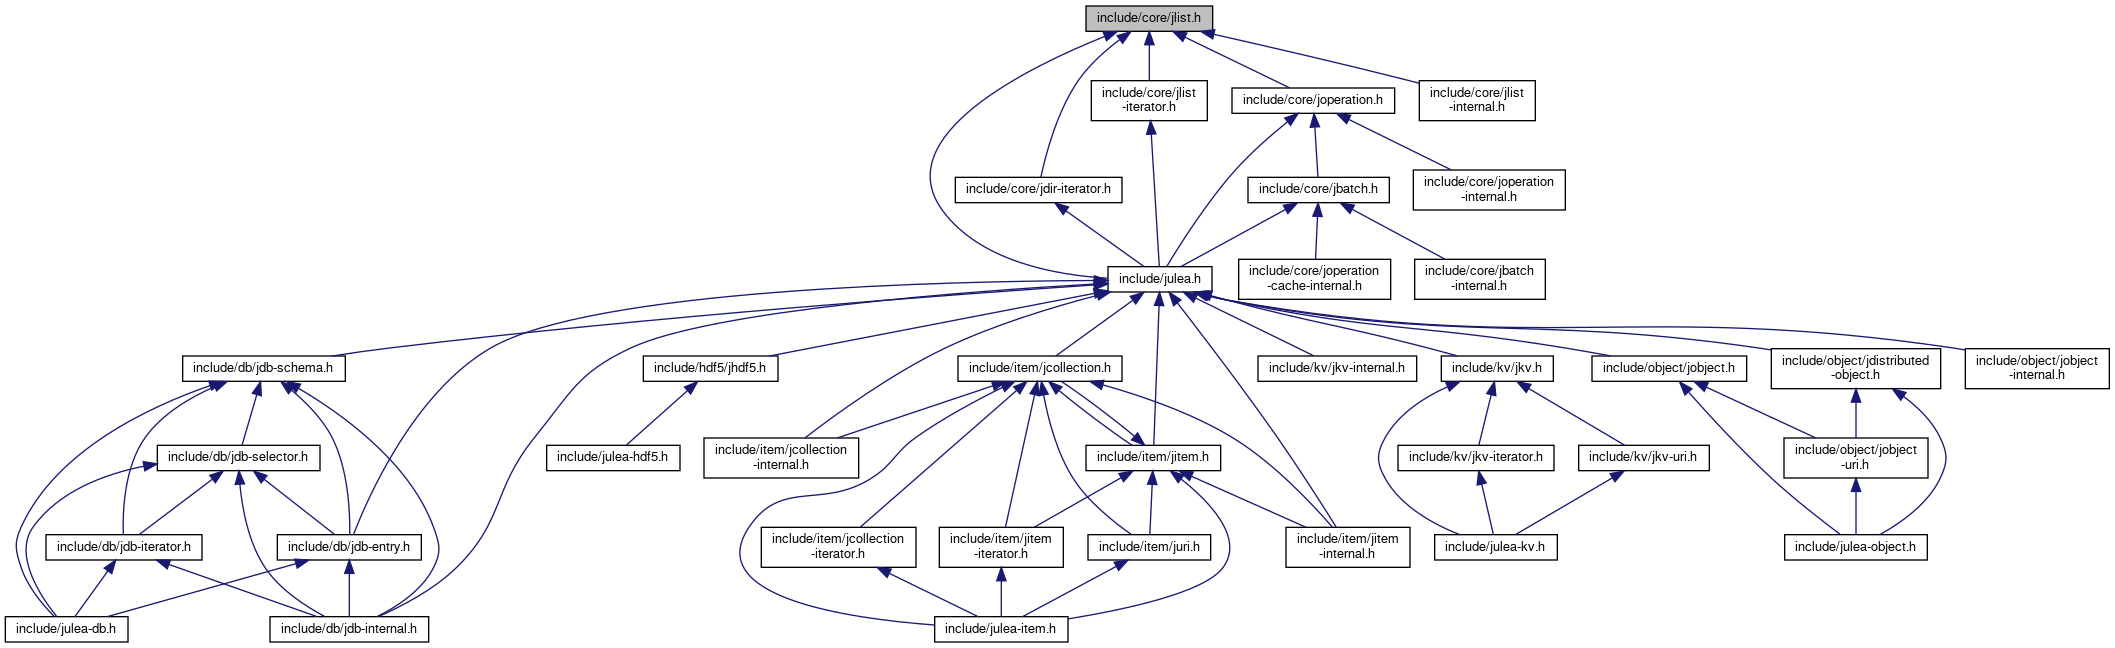 include/core/jlist.h
include/core/jlist
-iterator.h
include/core/joperation.h
include/core/jlist
-internal.h
include/core/jdir-iterator.h
include/core/jbatch.h
include/core/joperation
-internal.h
include/julea.h
include/core/joperation
-cache-internal.h
include/core/jbatch
-internal.h
include/db/jdb-schema.h
include/hdf5/jhdf5.h
include/item/jcollection.h
include/kv/jkv-internal.h
include/kv/jkv.h
include/object/jobject.h
include/object/jdistributed
-object.h
include/object/jobject
-internal.h
include/db/jdb-selector.h
include/julea-hdf5.h
include/item/jcollection
-internal.h
include/item/jitem.h
include/kv/jkv-iterator.h
include/kv/jkv-uri.h
include/object/jobject
-uri.h
include/db/jdb-iterator.h
include/db/jdb-entry.h
include/item/jcollection
-iterator.h
include/item/jitem
-iterator.h
include/item/juri.h
include/item/jitem
-internal.h
include/julea-kv.h
include/julea-object.h
include/julea-db.h
include/db/jdb-internal.h
include/julea-item.h